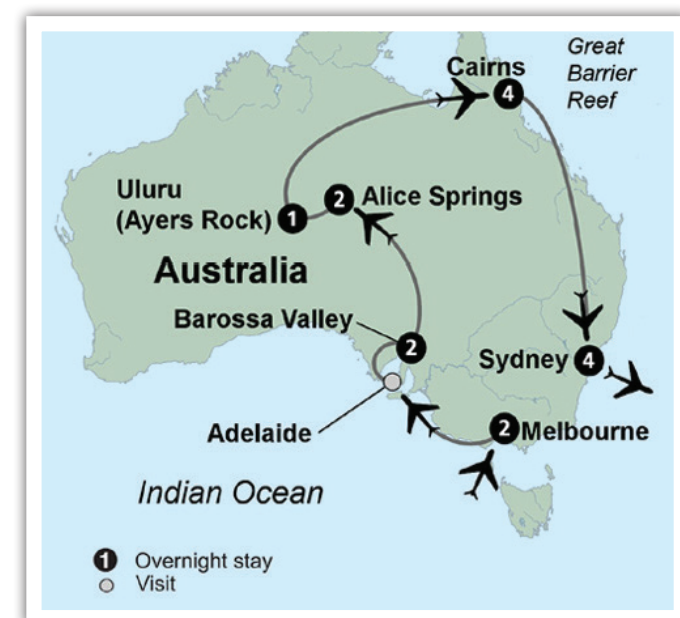 Great
Barrier
Reef
Cairns
4
Uluru
(Ayers Rock)
1
2
Alice Springs
Australia
Barossa Valley
2
Sydney
4
Adelaide
2
Melbourne
Indian Ocean
1 Overnight stay
Visit